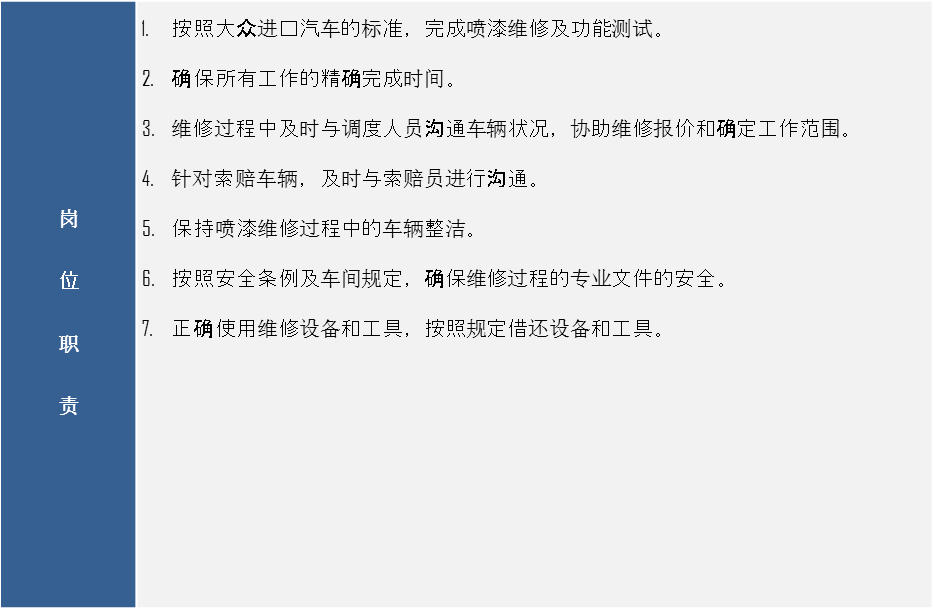 岗
位
职
责
1. 按照大众进口汽车的标准，完成喷漆维修及功能测试。
2. 确保所有工作的精确完成时间。
3. 维修过程中及时与调度人员沟通车辆状况，协助维修报价和确定工作范围。
4. 针对索赔车辆，及时与索赔员进行沟通。
5. 保持喷漆维修过程中的车辆整洁。
6. 按照安全条例及车间规定，确保维修过程的专业文件的安全。
7. 正确使用维修设备和工具，按照规定借还设备和工具。